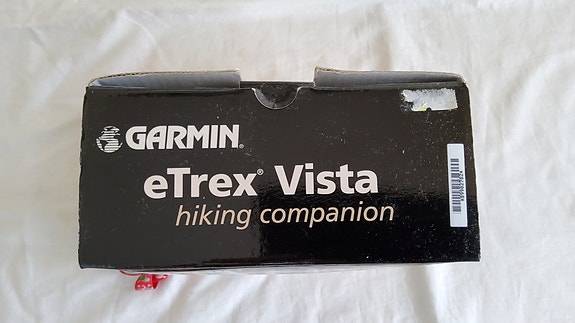 GARMIN®
eTrex® Vista
hiking companion